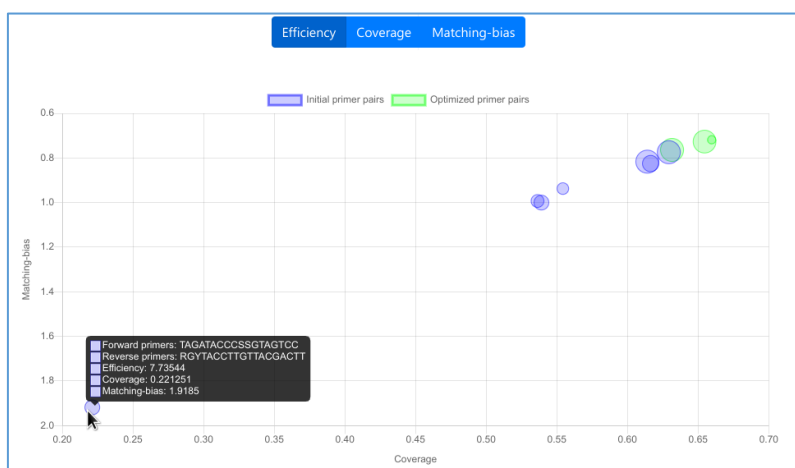 Efficiency Coverage Matching-bias
Initial primer pairs Optimized primer pairs
0.6
0.8
1.0
1.2
1.4
1.6
1.8
2.0
Matching-bias
Forward primers: TAGATACCCSSGTAGTCC
Reverse primers: RGYTACCTTGTTACGACTT
Efficiency: 7.73544
Coverage: 0.221251
Matching-bias: 1.9185
0.20 0.25 0.30 0.35 0.40 0.45 0.50 0.55 0.60 0.65 0.70
Coverage